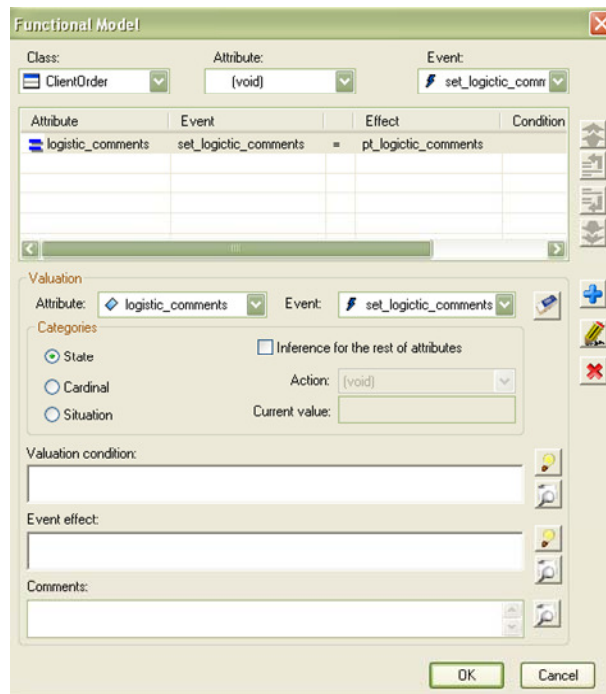 Functional Model
Class: Attribute: Event:
ClientOrder (void) set_logictic_comm
Attribute Event Effect Condition
logistic_comments set_logictic_comments = pt_logictic_comments
Valuation
Attribute: logistic_comments Event: set_logictic_comments
Categories
State
Inference for the rest of attributes
Cardinal
Action: (void)
Situation
Current value:
Valuation condition:
Event effect:
Comments:
OK Cancel